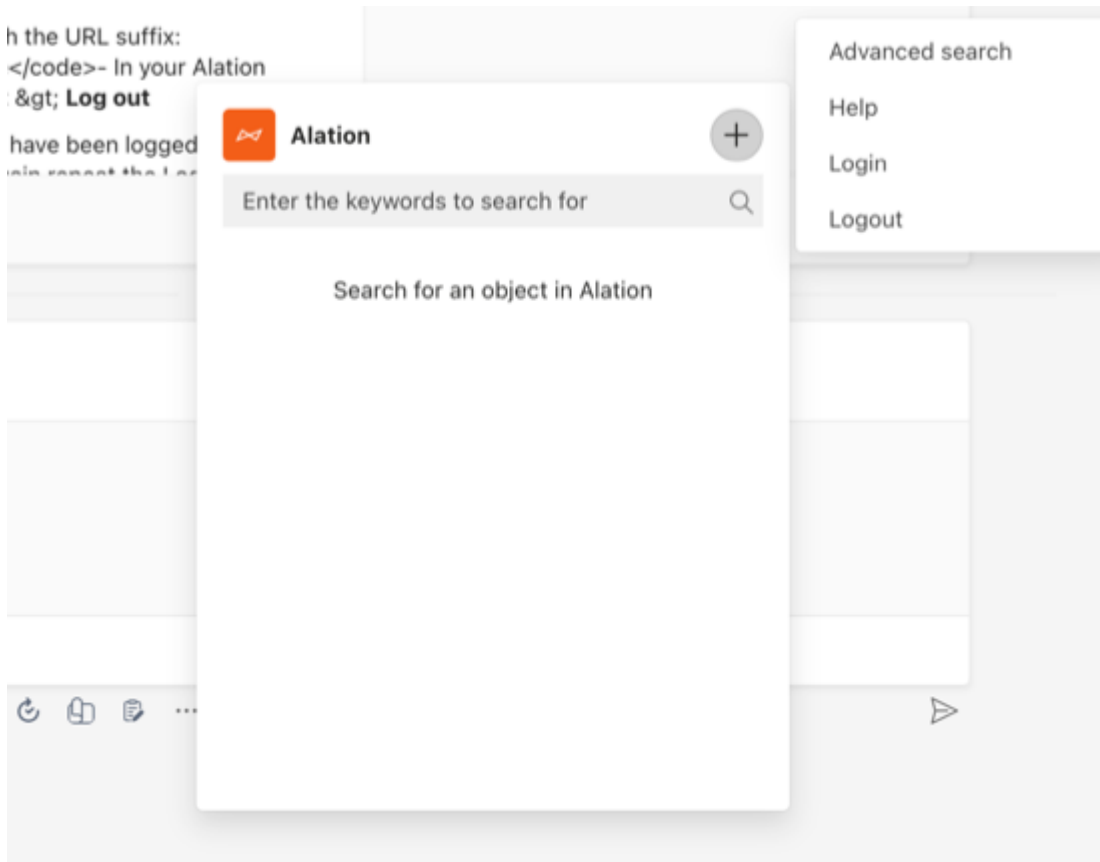 h the URL suffix:
</code>- In your Alation
: &gt; Log out
have been logged
Alation
Enter the keywords to search for
Search for an object in Alation
Advanced search
Help
Login
Logout